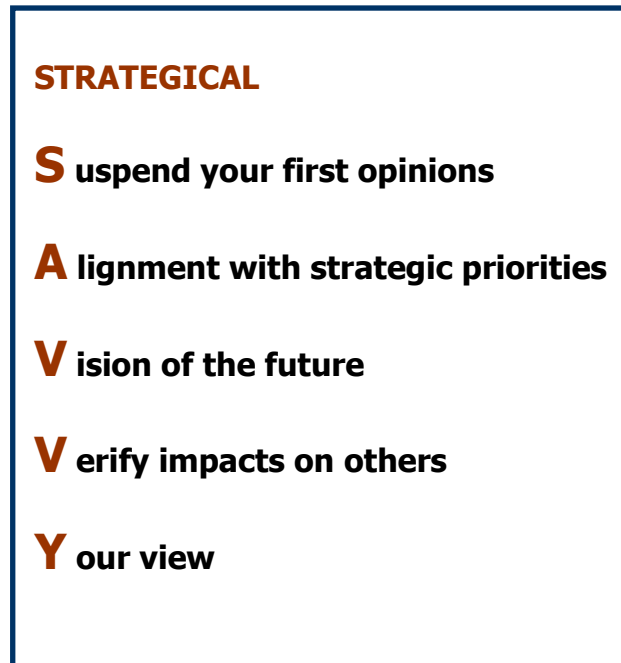 STRATEGICAL
S uspend your first opinions
A lignment with strategic priorities
V ision of the future
V erify impacts on others
Y our view